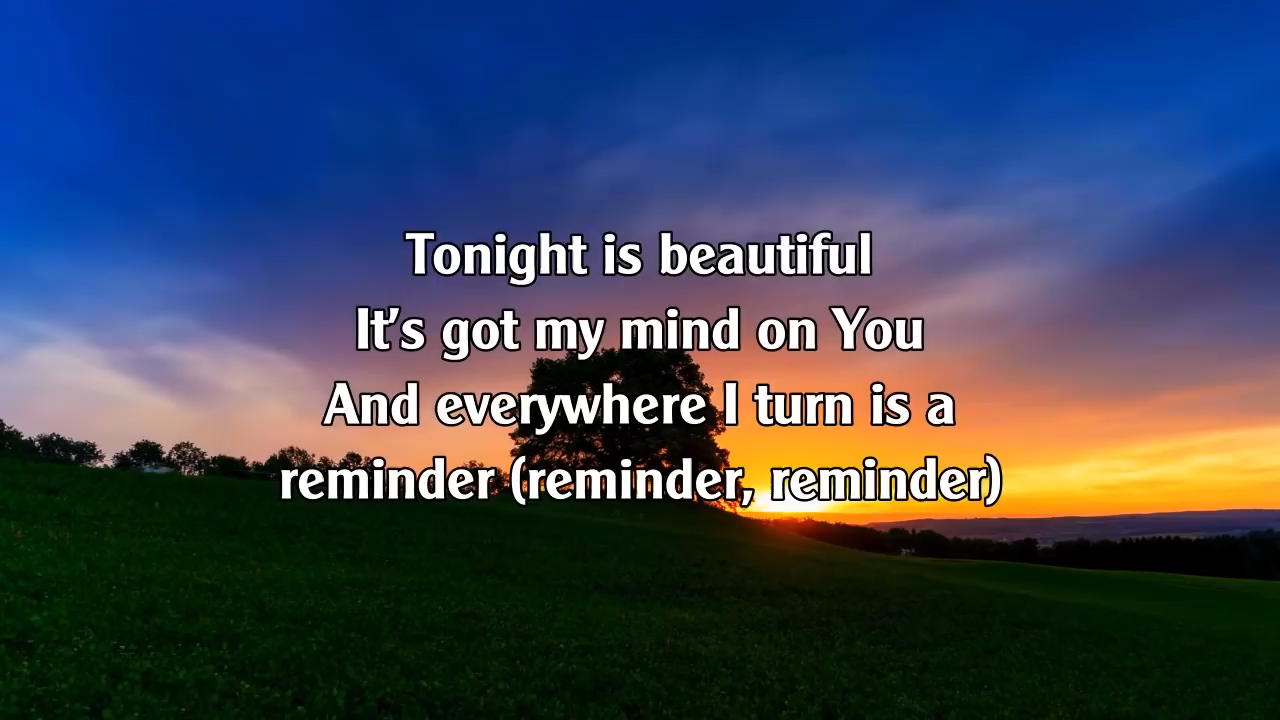 Tonight is beautiful
It's got my mind on You
And everywhere I turn is a
reminder (reminder, reminder)